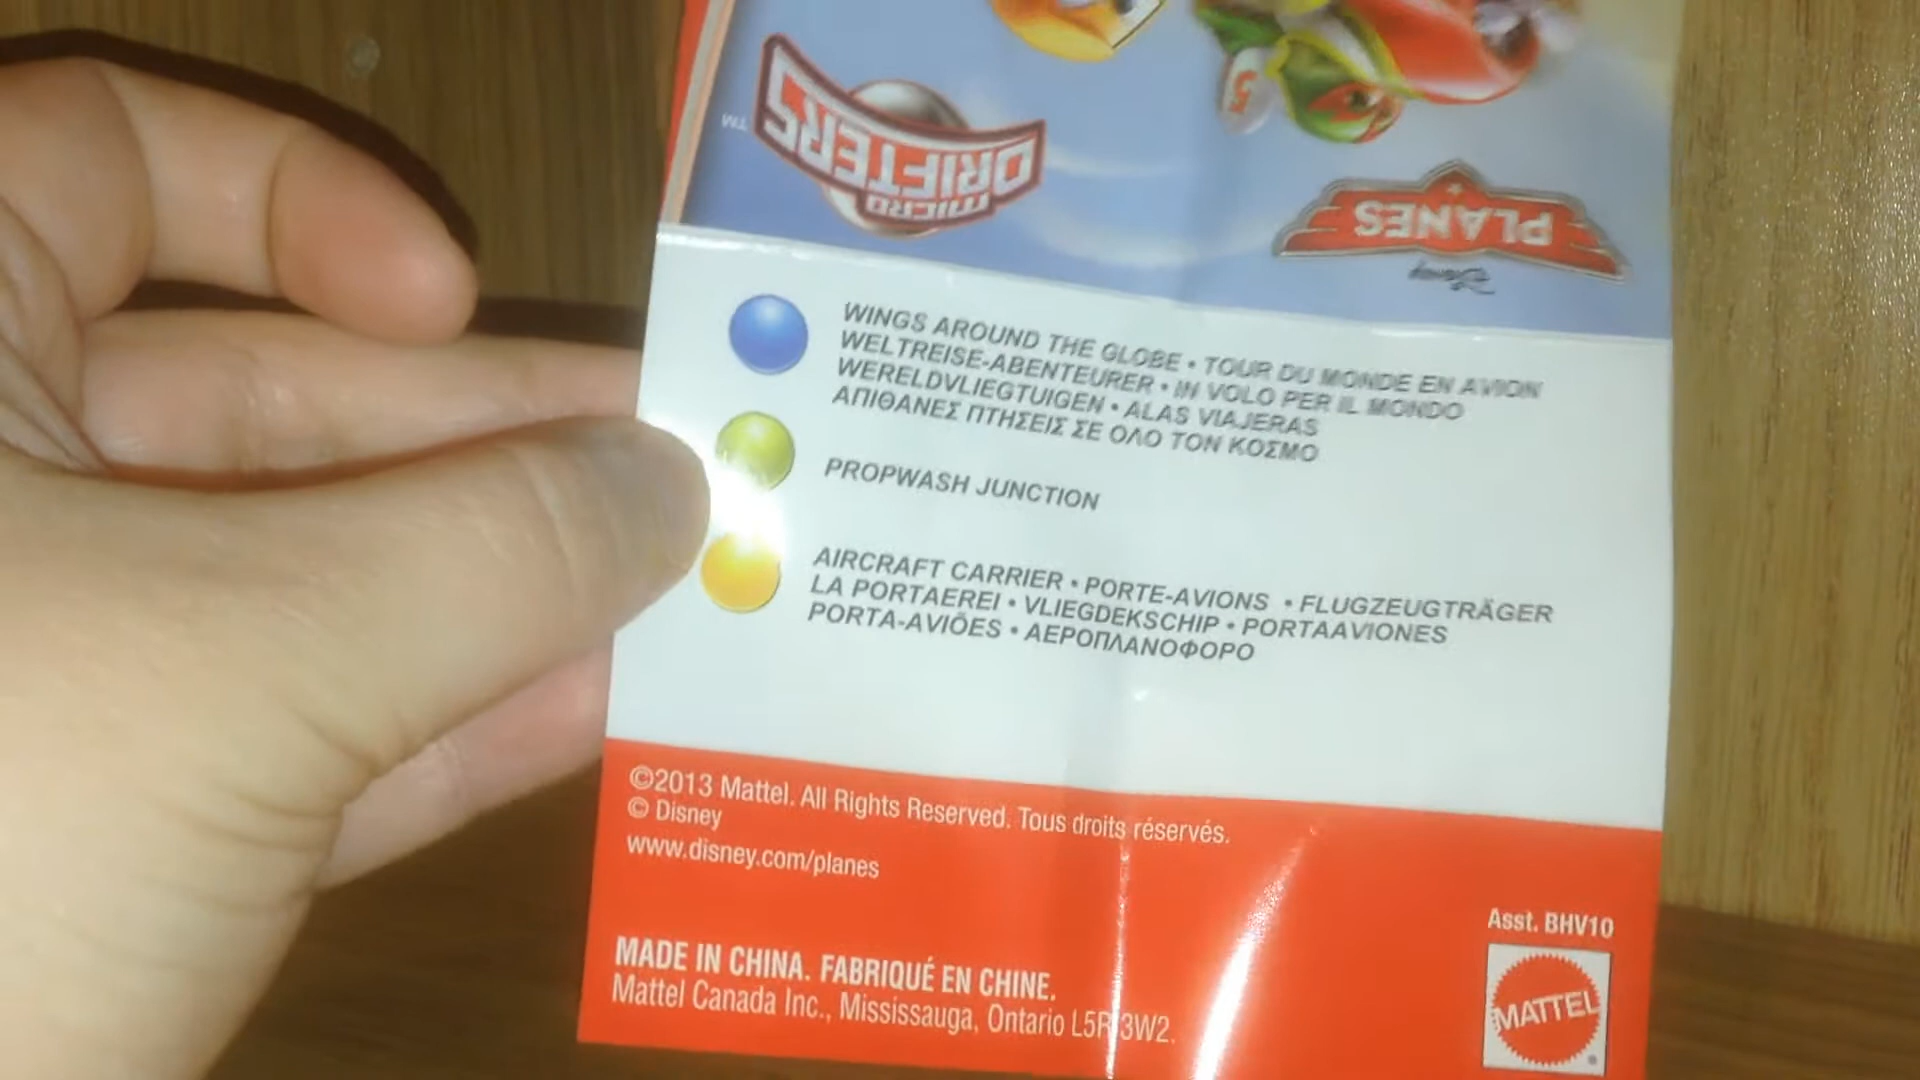 MICRO
DRIFTERS
TM
5
Disney
PLANES
WINGS AROUND THE GLOBE • TOUR DU MONDE EN AVION
WELTREISE-ABENTEURER • IN VOLO PER IL MONDO
WERELDVLIEGTUIGEN • ALAS VIAJERAS
ΑΠΙΘΑΝΕΣ ΠΤΗΣΕΙΣ ΣΕ ΟΛΟ ΤΟΝ ΚΟΣΜΟ
PROPWASH JUNCTION
AIRCRAFT CARRIER • PORTE-AVIONS • FLUGZEUGTRÄGER
LA PORTAEREI • VLIEGDEKSCHIP • PORTAAVIONES
PORTA-AVIÕES • ΑΕΡΟΠΛΑΝΟΦΟΡΟ
©2013 Mattel. All Rights Reserved. Tous droits réservés.
© Disney
www.disney.com/planes
MADE IN CHINA. FABRIQUÉ EN CHINE.
Mattel Canada Inc., Mississauga, Ontario L5R 3W2.
Asst. BHV10
MATTEL
®